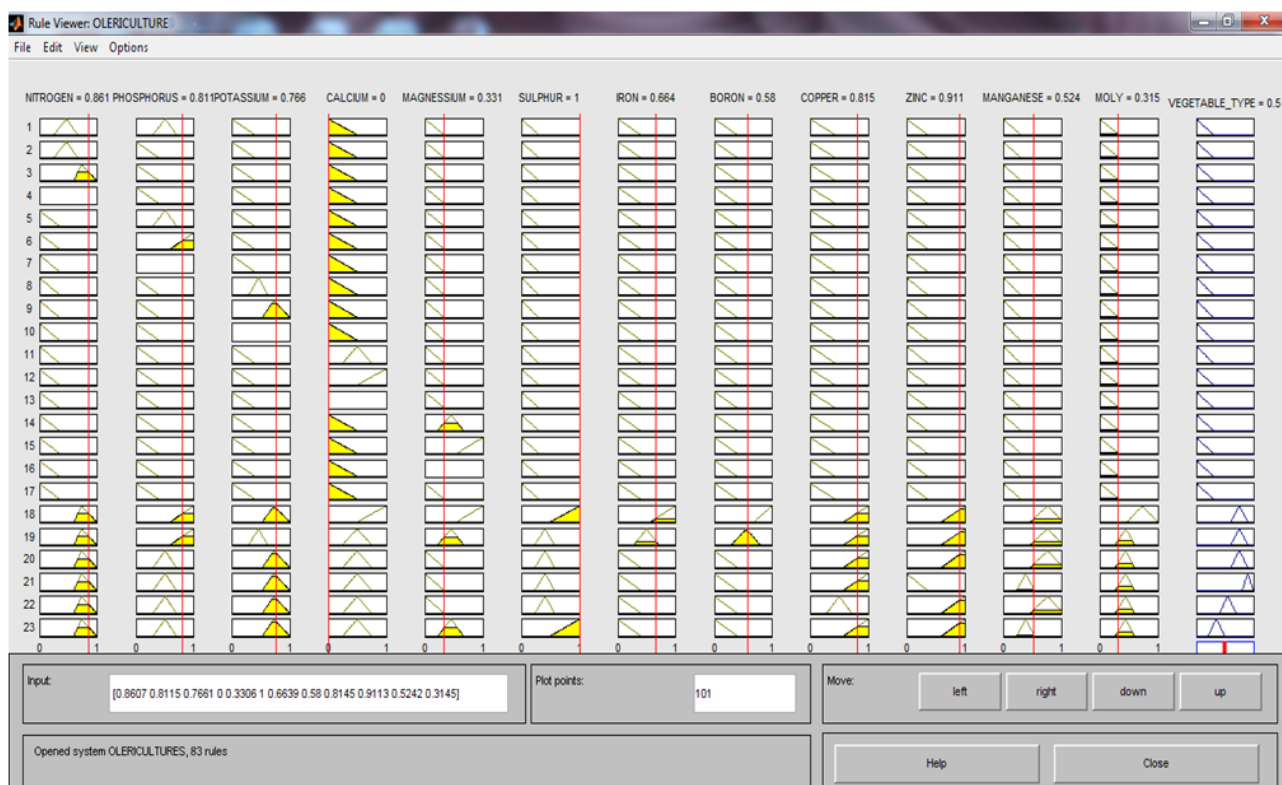 Rule Viewer: OLERICULTURE
File Edit View Options
NITROGEN = 0.861 PHOSPHORUS = 0.811 POTASSIUM = 0.766 CALCIUM = 0 MAGNESSIUM = 0.331 SULPHUR = 1 IRON = 0.664 BORON = 0.58 COPPER = 0.815 ZINC = 0.911 MANGANESE = 0.524 MOLY = 0.315 VEGETABLE_TYPE = 0.5
1
2
3
4
5
6
7
8
9
10
11
12
13
14
15
16
17
18
19
20
21
22
23
0 1 0 1 0 1 0 1 0 1 0 1 0 1 0 1 0 1 0 1 0 1 0 1
Input:
[0.8607 0.8115 0.7661 0 0.3306 1 0.6639 0.58 0.8145 0.9113 0.5242 0.3145]
Plot points:
101
Move:
left right down up
Opened system OLERICULTURES, 83 rules
Help Close